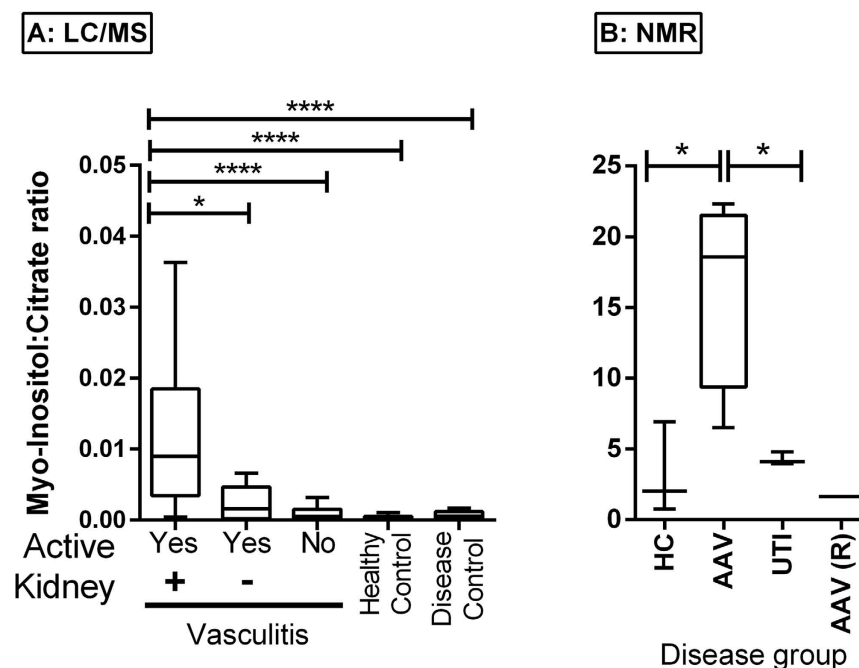 A: LC/MS
B: NMR
Myo-Inositol:Citrate ratio
0.05
0.04
0.03
0.02
0.01
0.00
****
****
****
*
Active Yes Yes No
Kidney + -
Healthy
Control
Disease
Control
Vasculitis
25
20
15
10
5
0
* *
HC
AAV
UTI
AAV (R)
Disease group